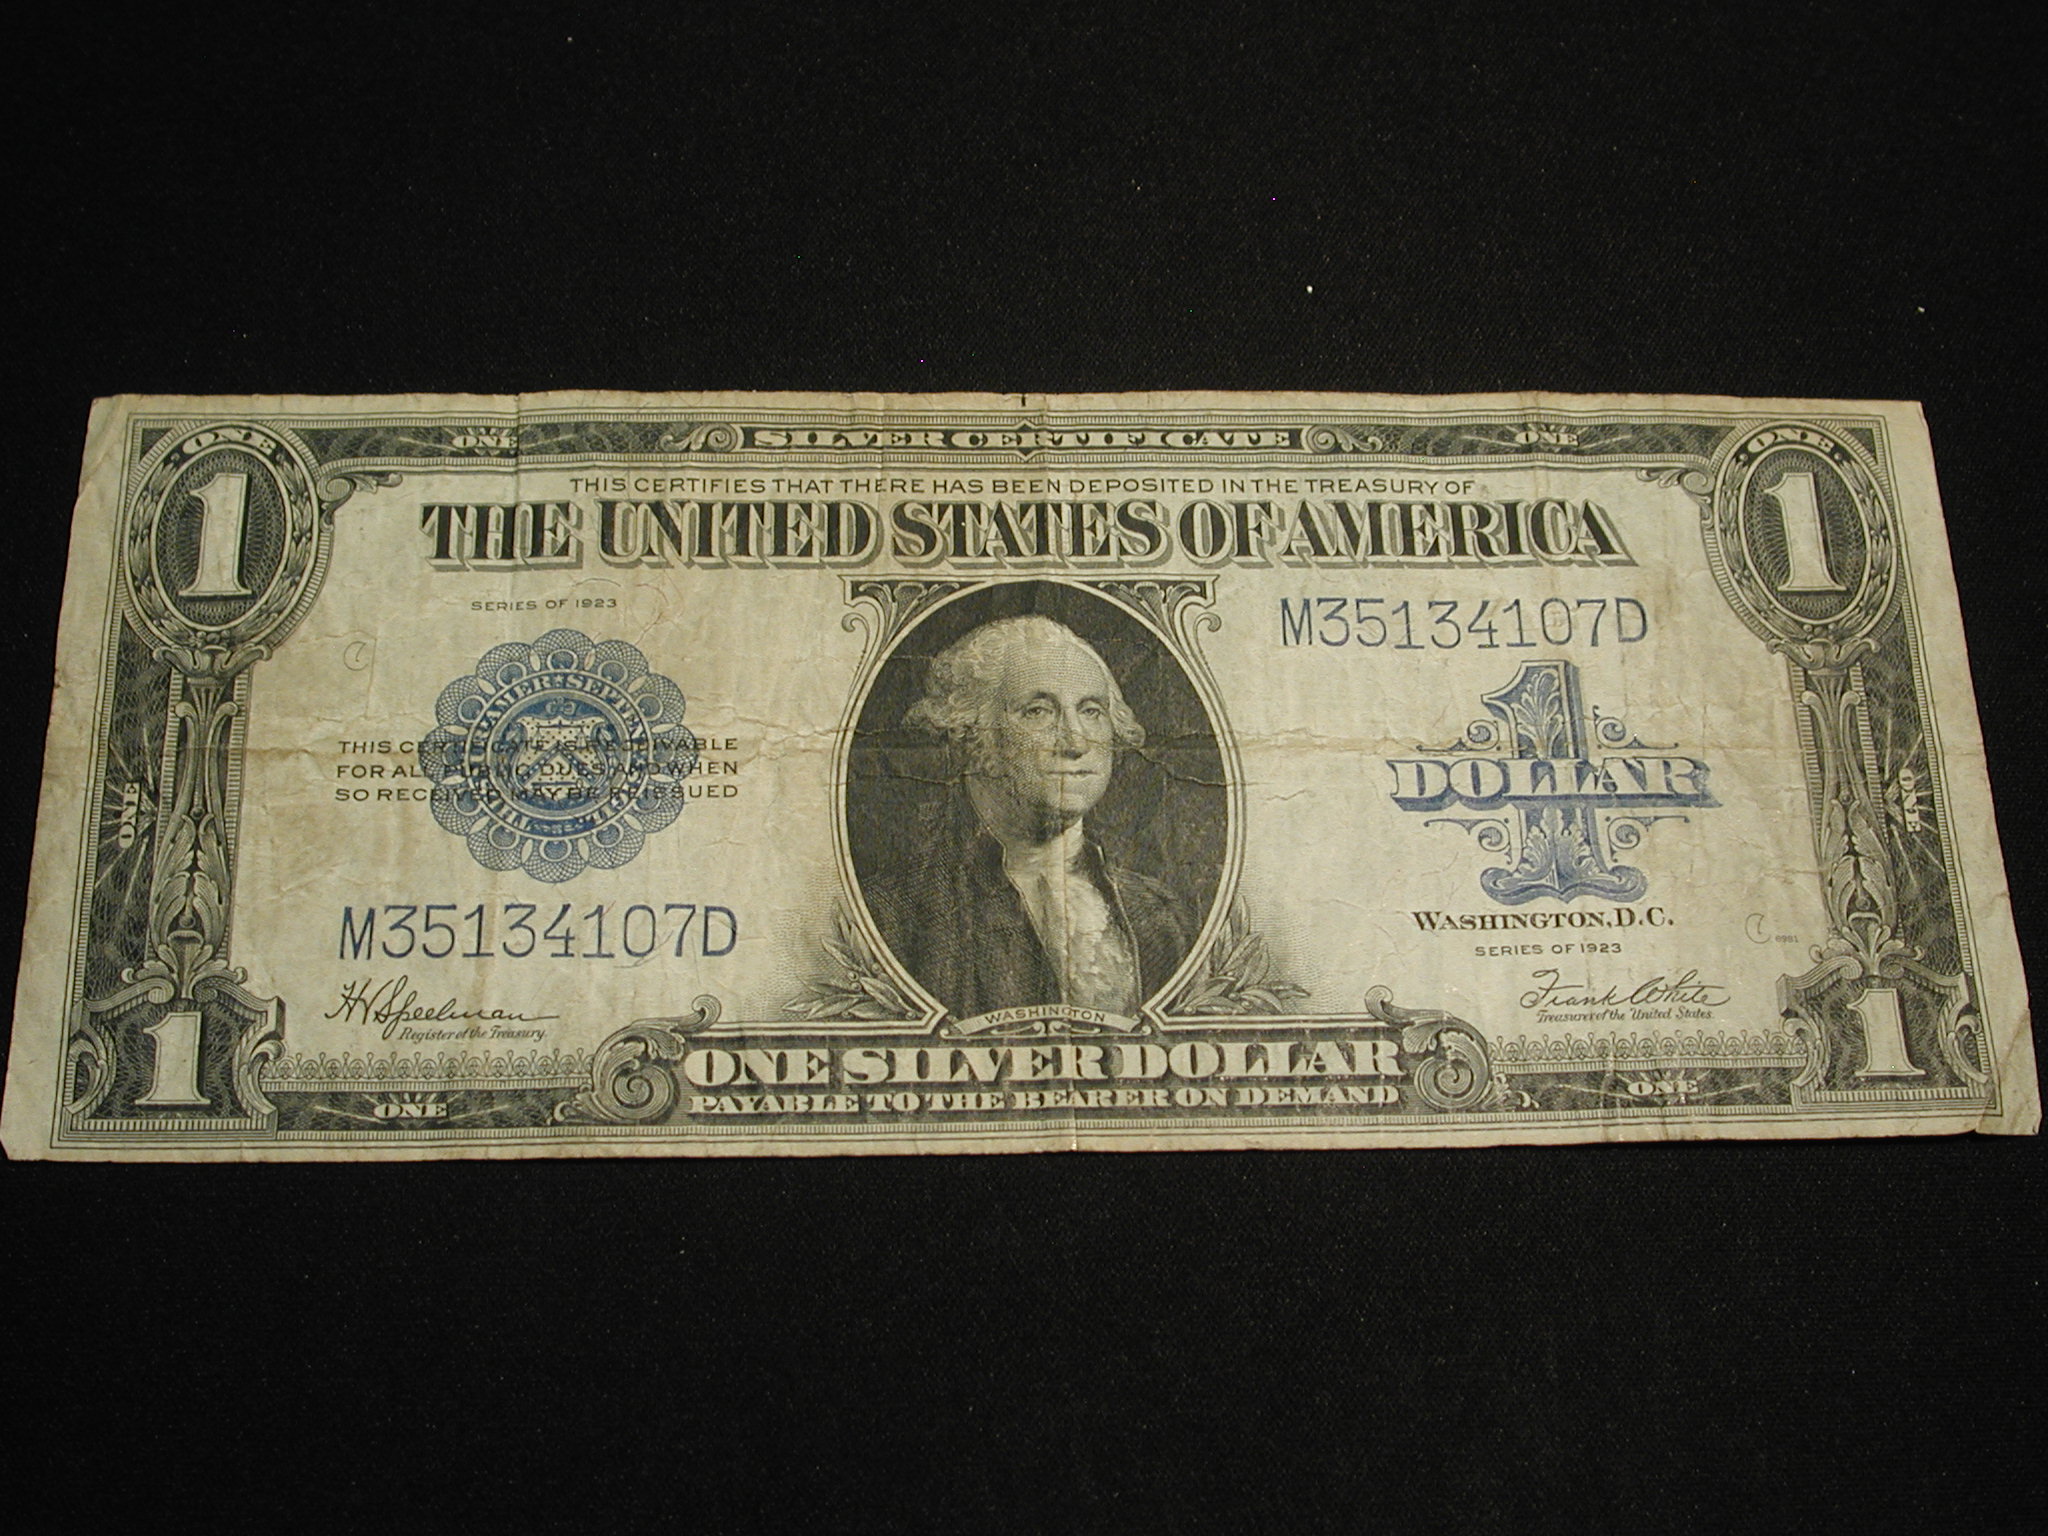 ONE
SILVER CERTIFICATE
ONE
ONE
ONE
1
1
THIS CERTIFIES THAT THERE HAS BEEN DEPOSITED IN THE TREASURY OF
THE UNITED STATES OF AMERICA
SERIES OF 1923
M35134107D
THIS CERTIFICATE IS RECEIVABLE
FOR ALL PUBLIC DUES AND WHEN
SO RECEIVED MAY BE REISSUED
1
DOLLAR
ONE
ONE
M35134107D
WASHINGTON, D.C.
SERIES OF 1923
H V Speelman
Register of the Treasury.
Frank White
Treasurer of the United States.
WASHINGTON
1
1
ONE SILVER DOLLAR
PAYABLE TO THE BEARER ON DEMAND
ONE
ONE